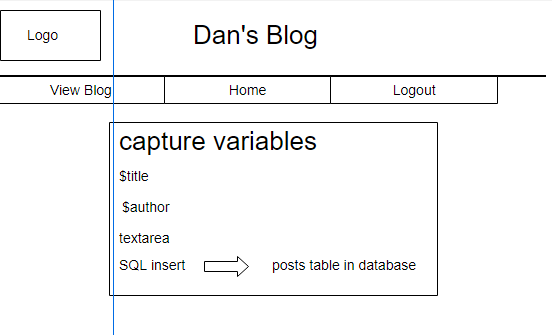 Logo
Dan's Blog
View Blog Home Logout
capture variables
$title
$author
textarea
SQL insert posts table in database